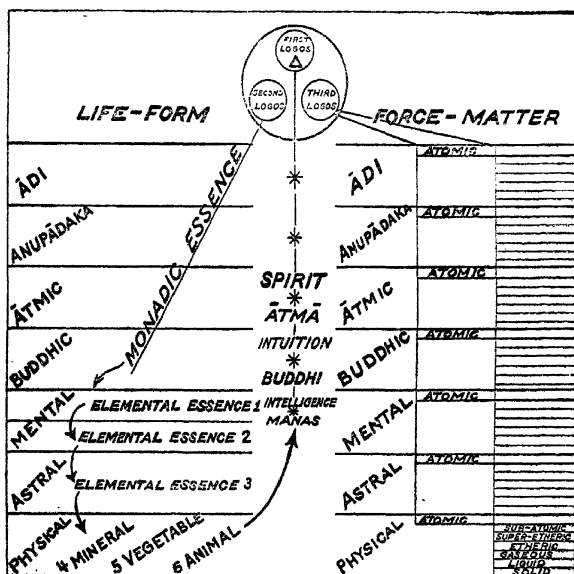 FIRST
LOGOS
SECOND
LOGOS
THIRD
LOGOS
LIFE-FORM
FORCE-MATTER
MONADIC ESSENCE
ĀDI
ANUPĀDAKA
ĀTMIC
BUDDHIC
MENTAL
ASTRAL
PHYSICAL
ELEMENTAL ESSENCE 1
ELEMENTAL ESSENCE 2
ELEMENTAL ESSENCE 3
4 MINERAL
5 VEGETABLE
6 ANIMAL
SPIRIT
ĀTMĀ
INTUITION
BUDDHI
INTELLIGENCE
MANAS
ĀDI
ANUPĀDAKA
ĀTMIC
BUDDHIC
MENTAL
ASTRAL
PHYSICAL
ATOMIC
ATOMIC
ATOMIC
ATOMIC
ATOMIC
ATOMIC
ATOMIC
SUB-ATOMIC
SUPER-ETHERIC
ETHERIC
GASEOUS
LIQUID
SOLID